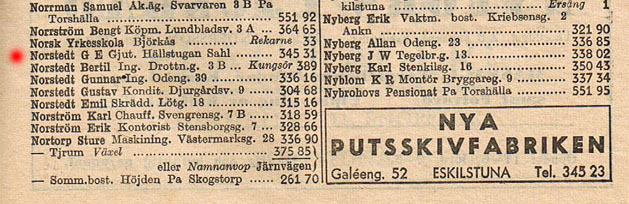 Norrman Samuel Ak.åg. Svarvaren 3 B Pa
Torshälla 551 92
Norrström Bengt Köpm. Lundbladsv. 3 A 364 65
Norsk Yrkesskola Björkås Rekarne 33
Norstedt G E Gjut. Hällstugan Sahl 345 31
Norstedt Bertil Ing. Drottn.g. 3 B Kungsör 389
Norstedt Gunnar Ing. Odeng. 39 336 16
Norstedt Gustav Kondit. Djurgårdsv. 9 304 68
Norstedt Emil Skrädd. Lötg. 18 315 16
Norström Karl Chauff. Svengrensg. 7 B 318 59
Norström Erik Kontorist Stensborgsg. 7 328 66
Nortorp Sture Maskining. Västermarksg. 28 336 90
— Tjrum Växel 375 85
eller Namnanrop Järnvägen
— Somm.bost. Höjden Pa Skogstorp 261 70
kilstuna Ersäng 1
Nyberg Erik Vaktm. bost. Kriebsensg. 2
Ankn 321 90
Nyberg Allan Odeng. 23 336 85
Nyberg J W Tegelbr.g. 13 338 02
Nyberg Karl Stenkilsg. 16 350 43
Nyblom K R Montör Bryggareg. 9 337 34
Nybrohovs Pensionat Pa Torshälla 551 95
NYA
PUTSSKIVFABRIKEN
Galéeng. 52 ESKILSTUNA Tel. 345 23